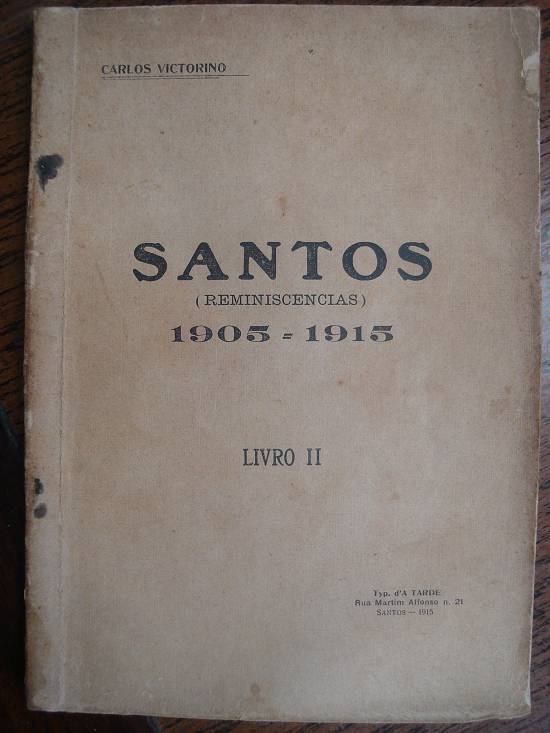 CARLOS VICTORINO
SANTOS
(REMINISCENCIAS)
1905 = 1915
LIVRO II
Typ. d'A TARDE
Rua Martim Affonso n. 21
SANTOS — 1915